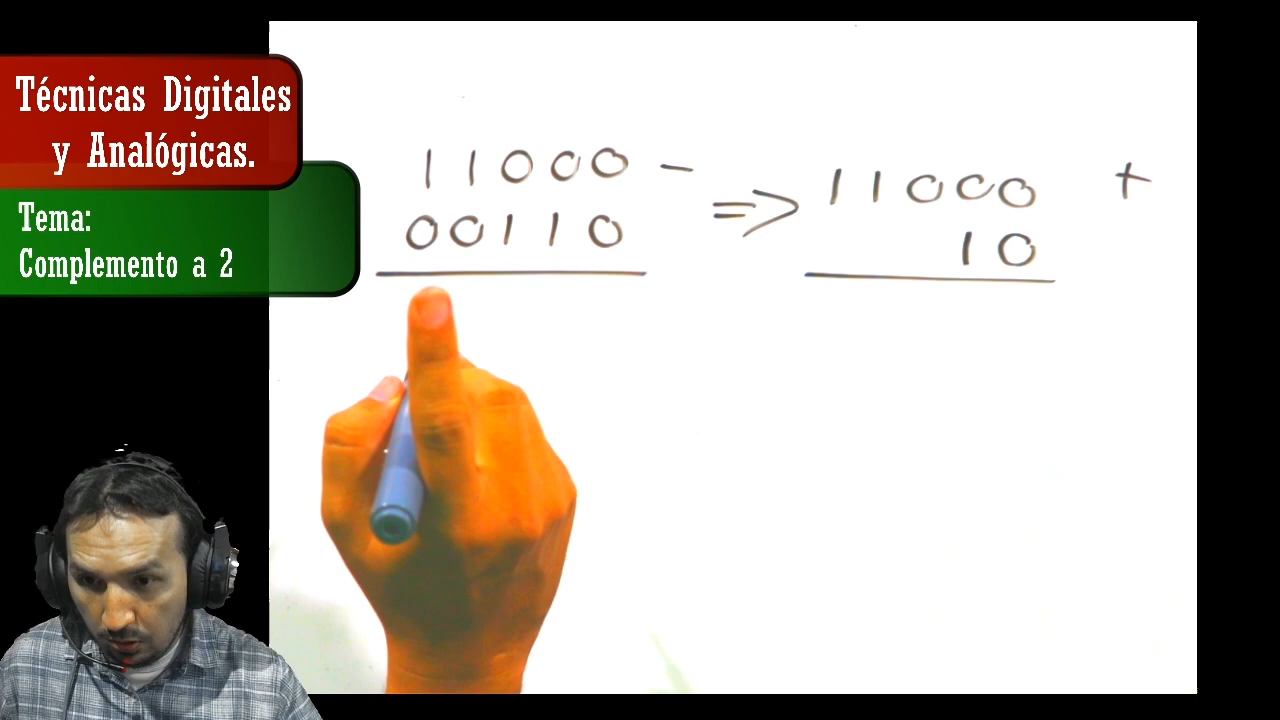 Técnicas Digitales
y Analógicas.
Tema:
Complemento a 2
11000 -
00110
=>
11000 +
10